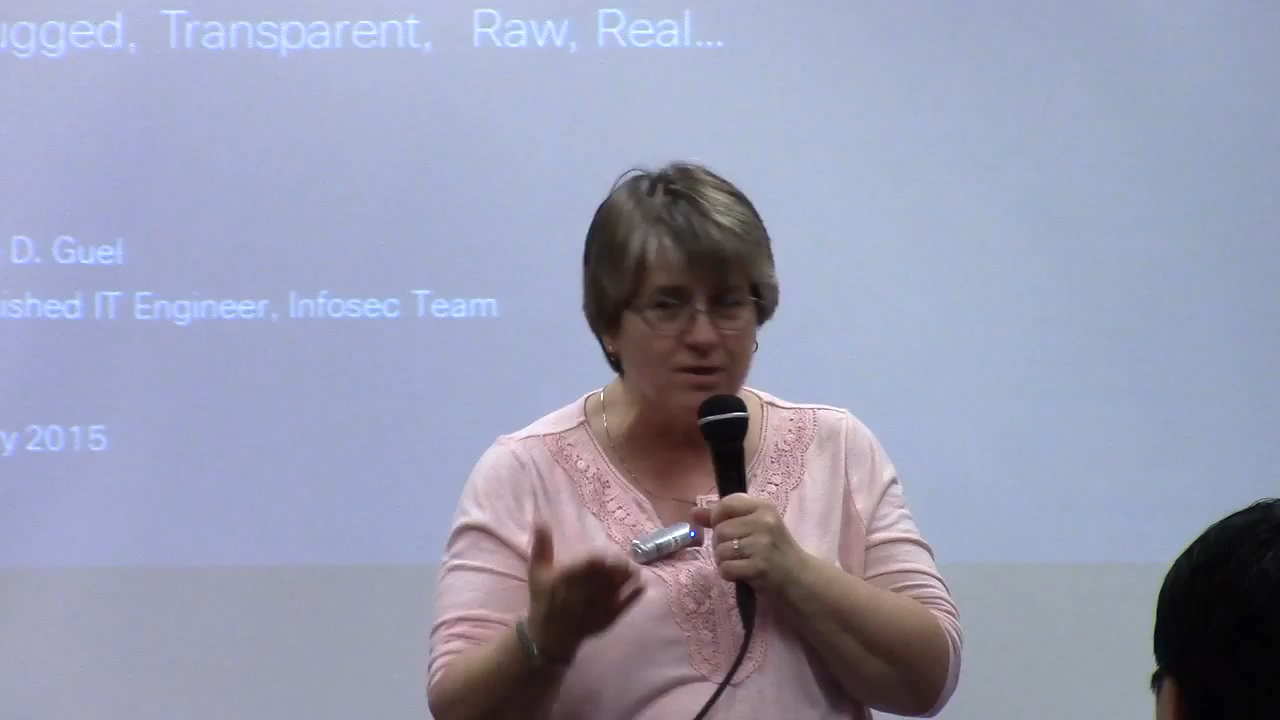 ugged, Transparent, Raw, Real...
D. Guel
ished IT Engineer, Infosec Team
y 2015